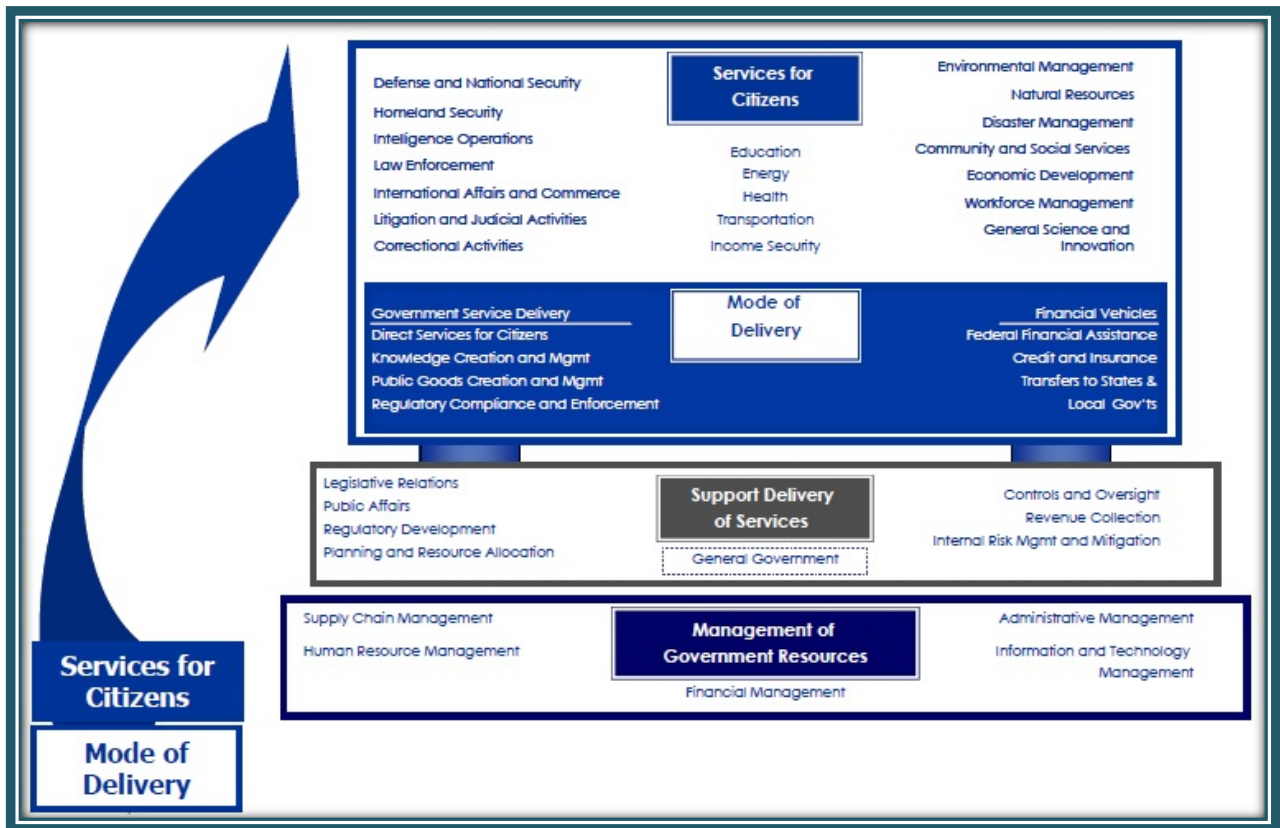 Services for
Citizens
Defense and National Security
Homeland Security
Intelligence Operations
Law Enforcement
International Affairs and Commerce
Litigation and Judicial Activities
Correctional Activities
Education
Energy
Health
Transportation
Income Security
Environmental Management
Natural Resources
Disaster Management
Community and Social Services
Economic Development
Workforce Management
General Science and
Innovation
Mode of
Delivery
Government Service Delivery
Direct Services for Citizens
Knowledge Creation and Mgmt
Public Goods Creation and Mgmt
Regulatory Compliance and Enforcement
Financial Vehicles
Federal Financial Assistance
Credit and Insurance
Transfers to States &
Local Gov'ts
Support Delivery
of Services
Legislative Relations
Public Affairs
Regulatory Development
Planning and Resource Allocation
General Government
Controls and Oversight
Revenue Collection
Internal Risk Mgmt and Mitigation
Management of
Government Resources
Supply Chain Management
Human Resource Management
Financial Management
Administrative Management
Information and Technology
Management
Services for
Citizens
Mode of
Delivery